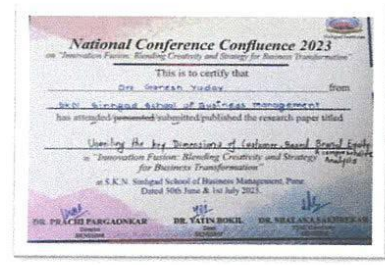 National Conference Confluence 2023
on "Innovation Fusion: Blending Creativity and Strategy for Business Transformation"
This is to certify that
Dr. Ganesh Yadav from
SKN Sinhgad School of Business Management
has attended/presented/submitted/published the research paper titled
Unveiling the key Dimensions of Customer-Based Brand Equity
A comprehensive
Analysis
in "Innovation Fusion: Blending Creativity and Strategy
for Business Transformation"
at S.K.N. Sinhgad School of Business Management, Pune
Dated 30th June & 1st July 2023.
DR. PRACHI PARGAONKAR DR. YATIN BOKIL DR.
Director